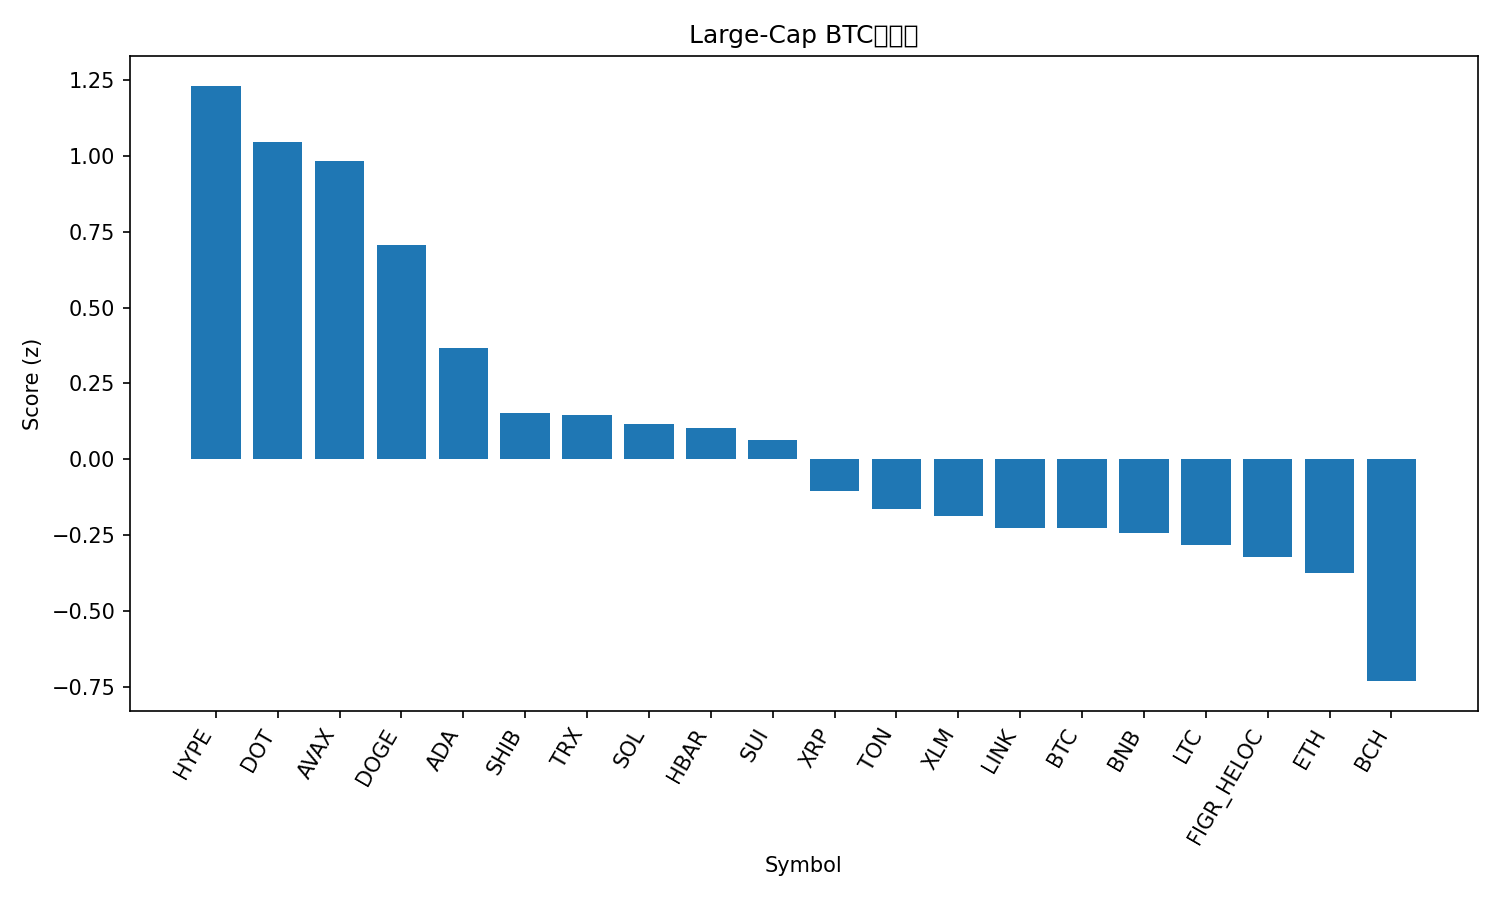 Large-Cap BTC
1.25
1.00
0.75
0.50
0.25
0.00
−0.25
−0.50
−0.75
Score (z)
HYPE
DOT
AVAX
DOGE
ADA
SHIB
TRX
SOL
HBAR
SUI
XRP
TON
XLM
LINK
BTC
BNB
LTC
FIGR_HELOC
ETH
BCH
Symbol